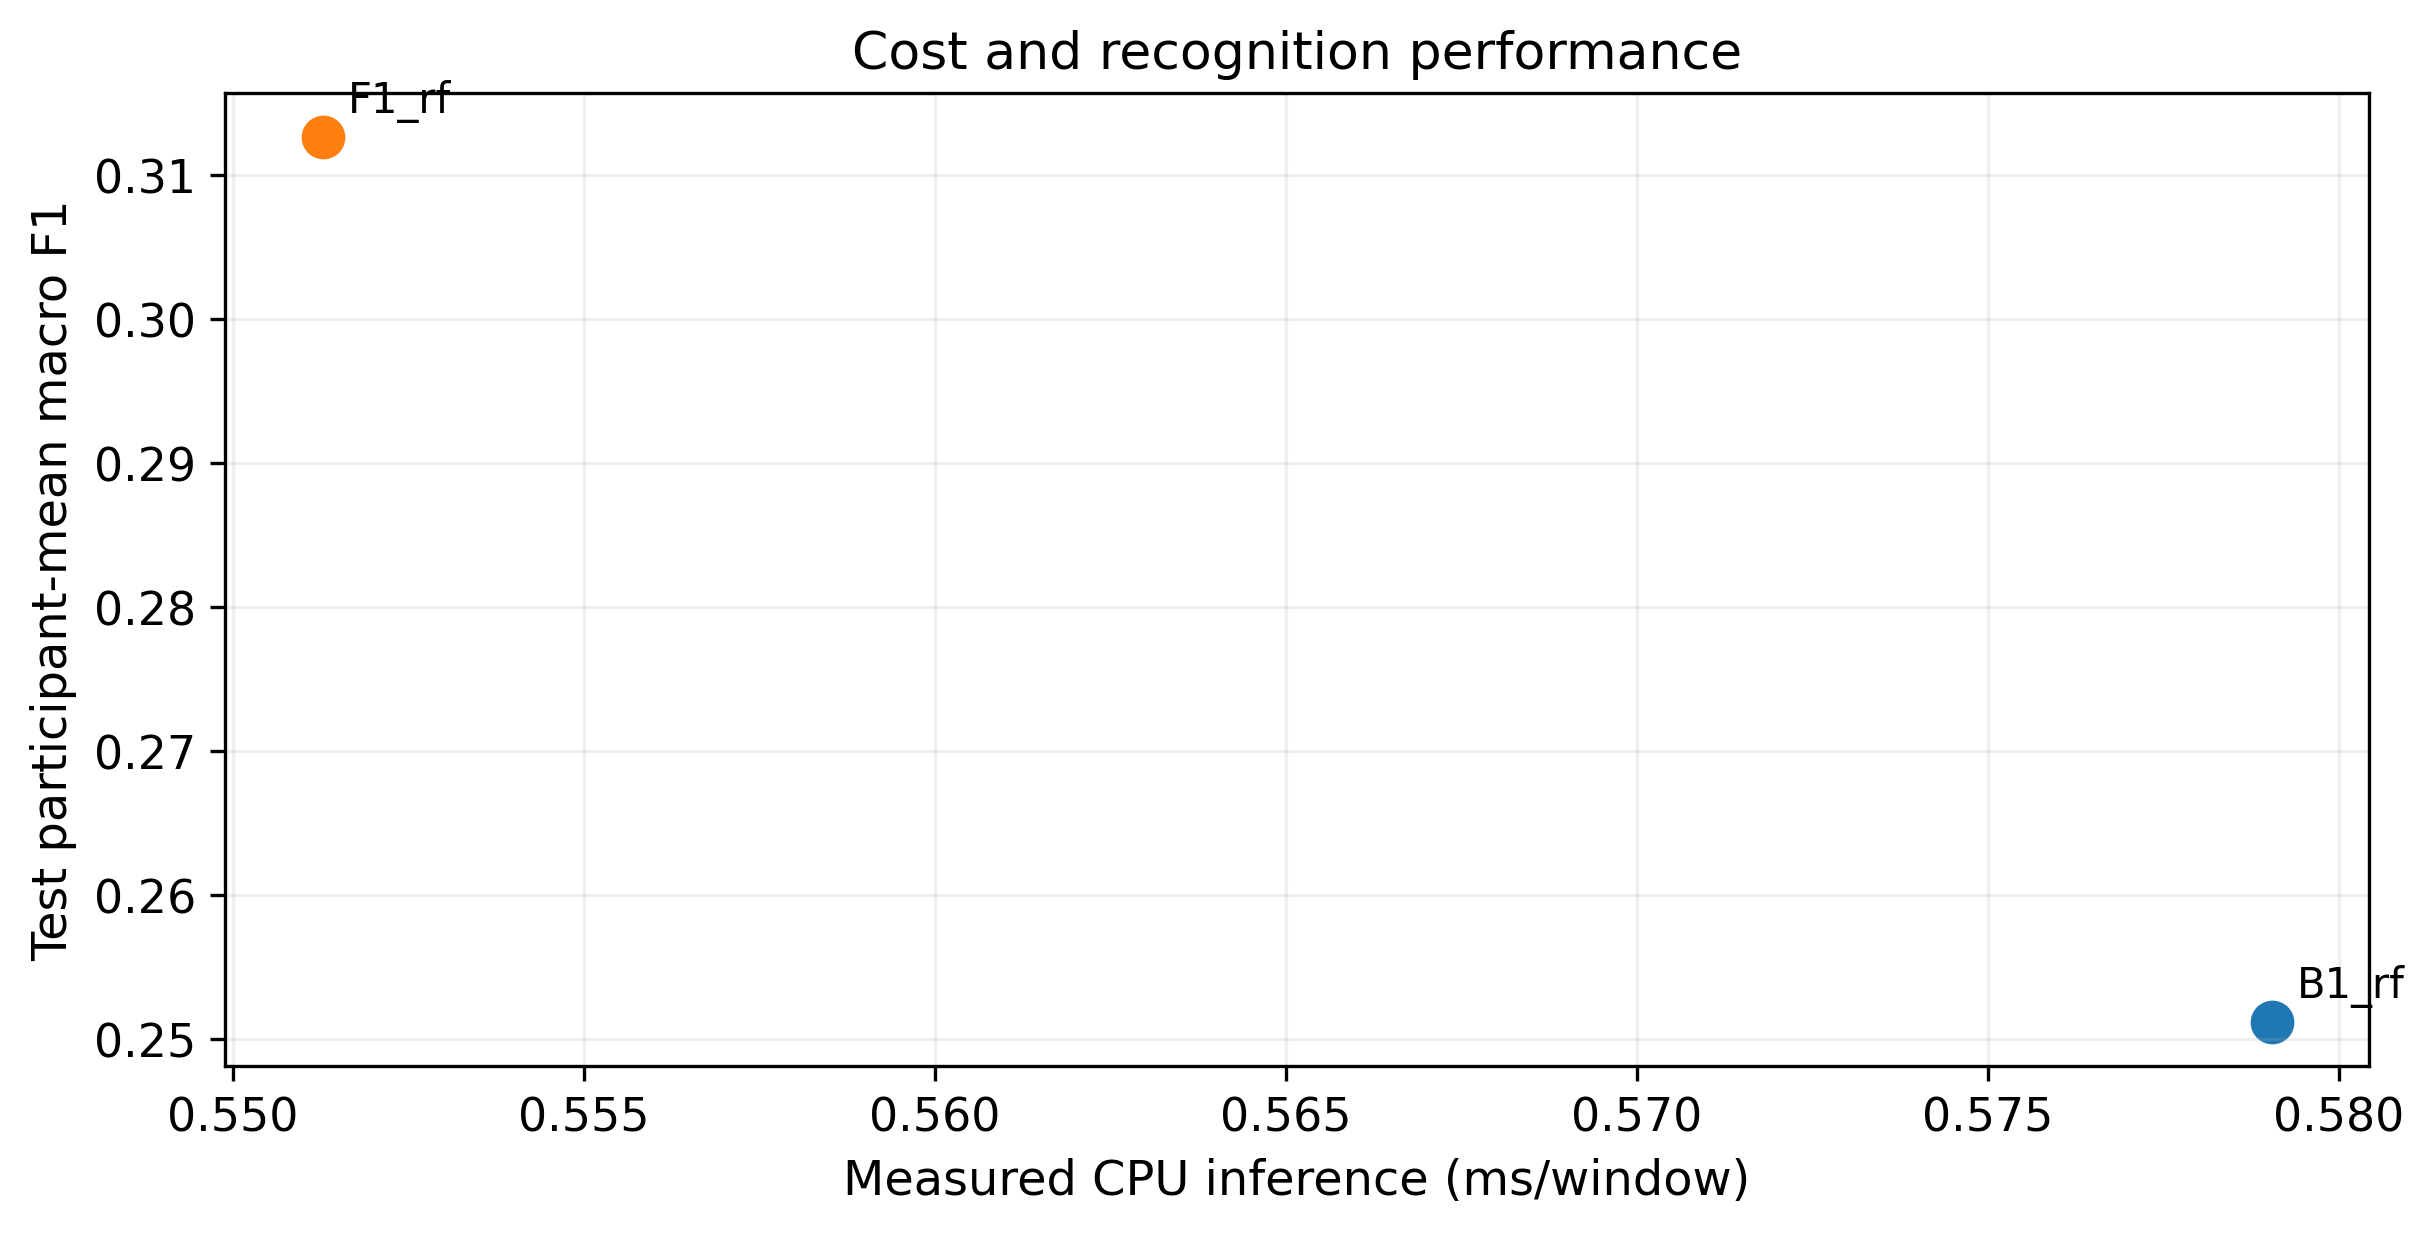 Cost and recognition performance
F1_rf
0.31
0.30
0.29
0.28
0.27
0.26
0.25
Test participant-mean macro F1
B1_rf
0.550 0.555 0.560 0.565 0.570 0.575 0.580
Measured CPU inference (ms/window)